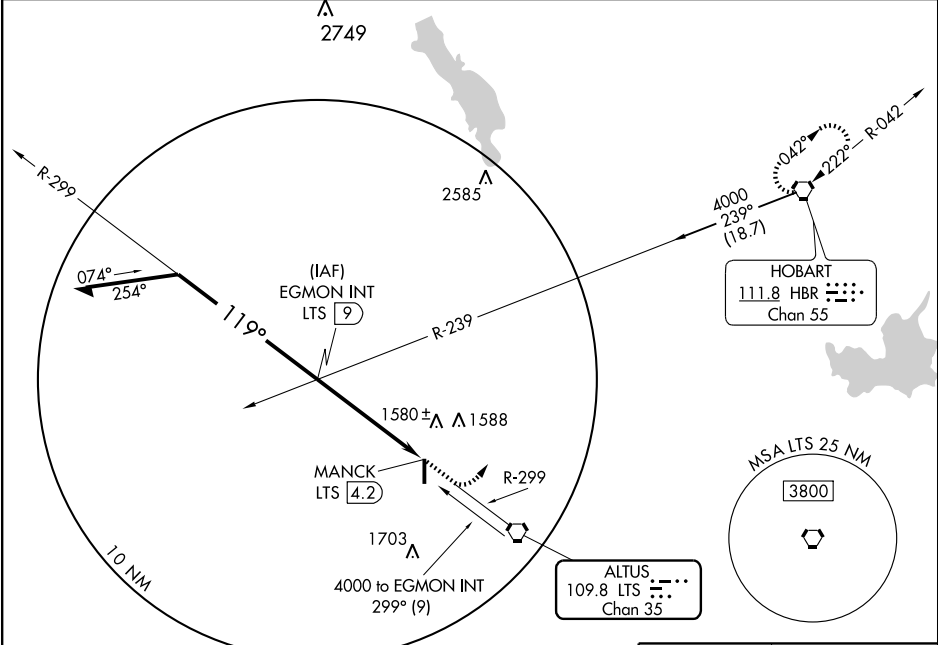 2749
R-299
2585
042°
222°
R-042
4000
239°
(18.7)
HOBART
111.8 HBR
Chan 55
074°
254°
(IAF)
EGMON INT
LTS 9
119°
R-239
1580± 1588
MANCK
LTS 4.2
R-299
MSA LTS 25 NM
3800
1703
10 NM
4000 to EGMON INT
299° (9)
ALTUS
109.8 LTS
Chan 35